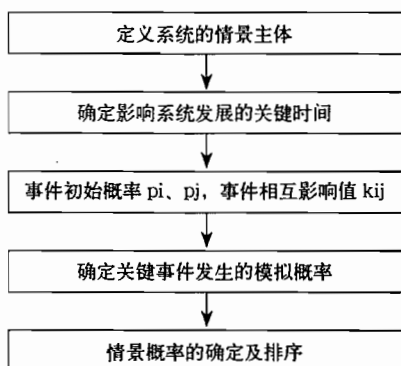 定义系统的情景主体
确定影响系统发展的关键时间
事件初始概率 pi、pj，事件相互影响值 kij
确定关键事件发生的模拟概率
情景概率的确定及排序